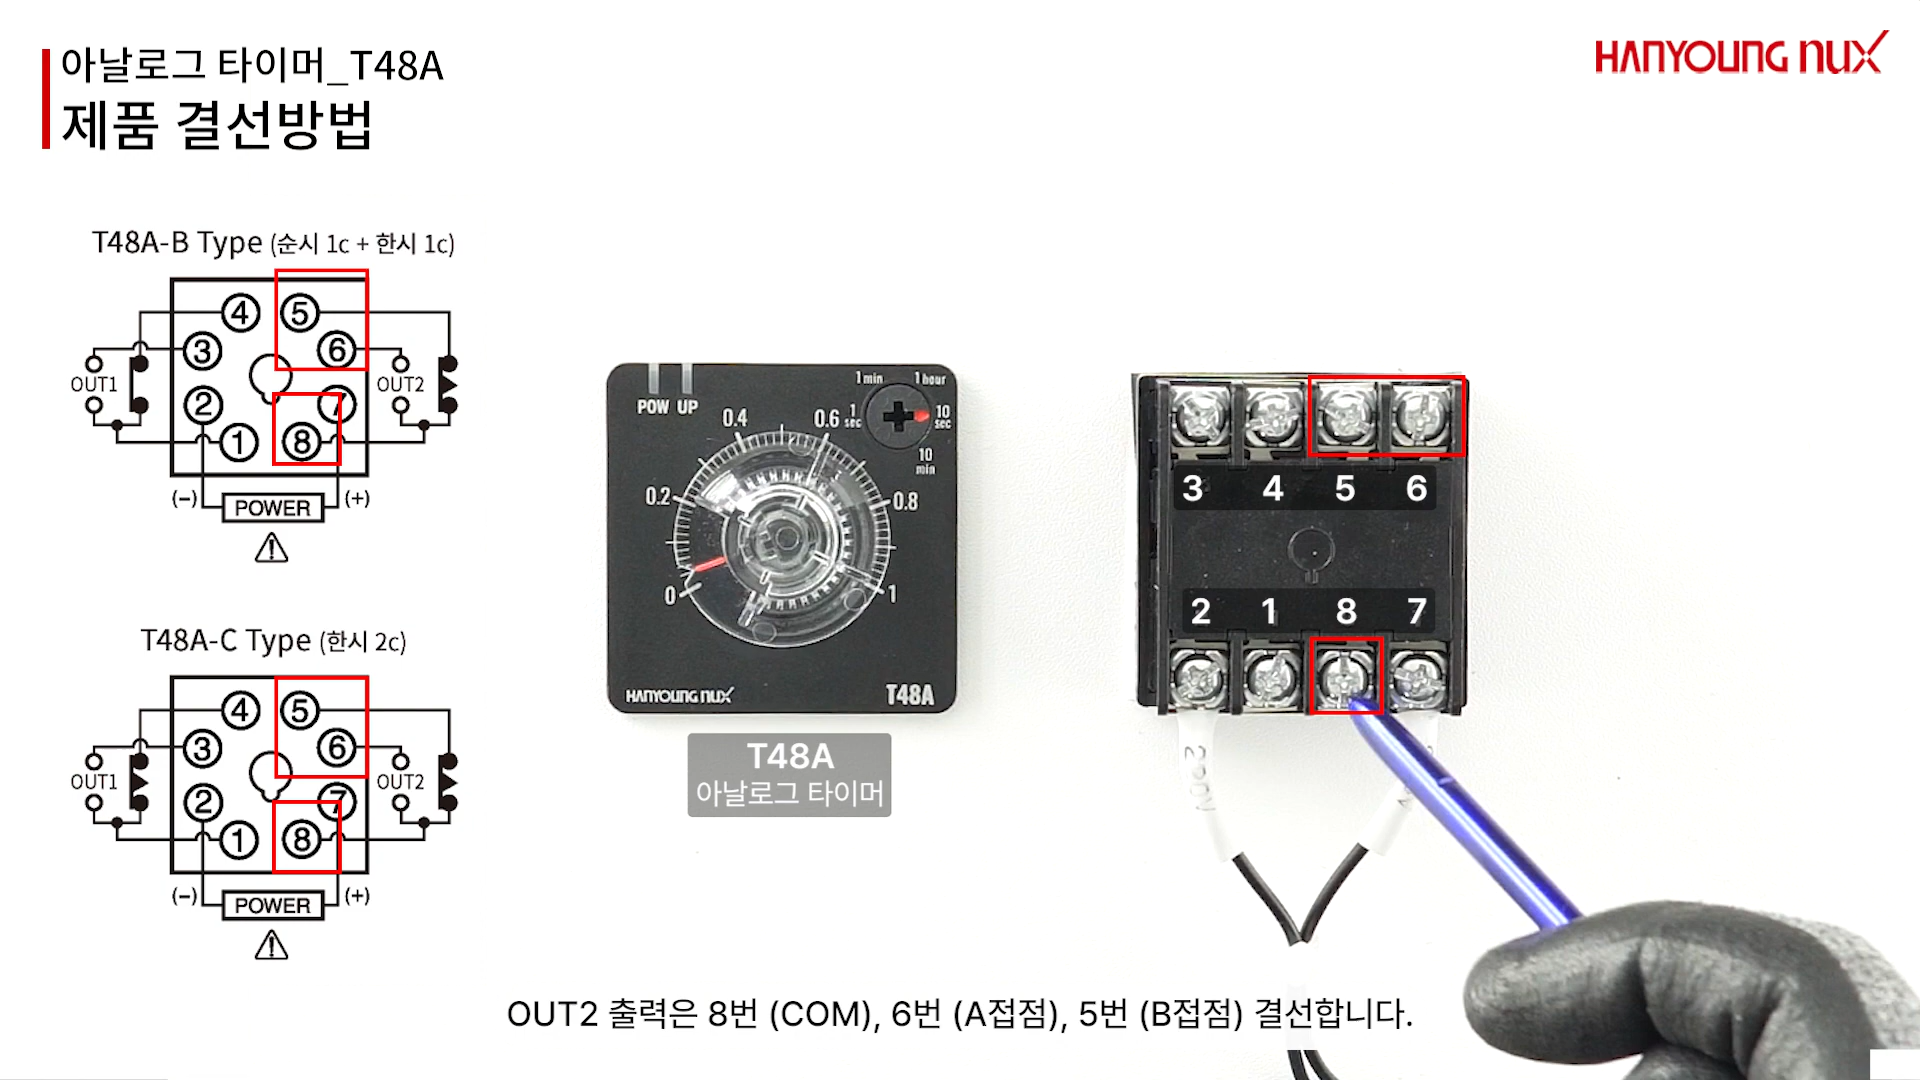 아날로그 타이머_T48A
제품 결선방법
HANYOUNG nux
T48A-B Type (순시 1c + 한시 1c)
4 5
3 6
OUT1 OUT2
2 7
1 8
(-) POWER (+)
T48A-C Type (한시 2c)
4 5
3 6
OUT1 OUT2
2 7
1 8
(-) POWER (+)
POW UP
1 min 1 hour
1 sec 10 sec
10 min
0 0.2 0.4 0.6 0.8 1
HANYOUNG nux T48A
T48A
아날로그 타이머
3 4 5 6
2 1 8 7
220V
OUT2 출력은 8번 (COM), 6번 (A접점), 5번 (B접점) 결선합니다.